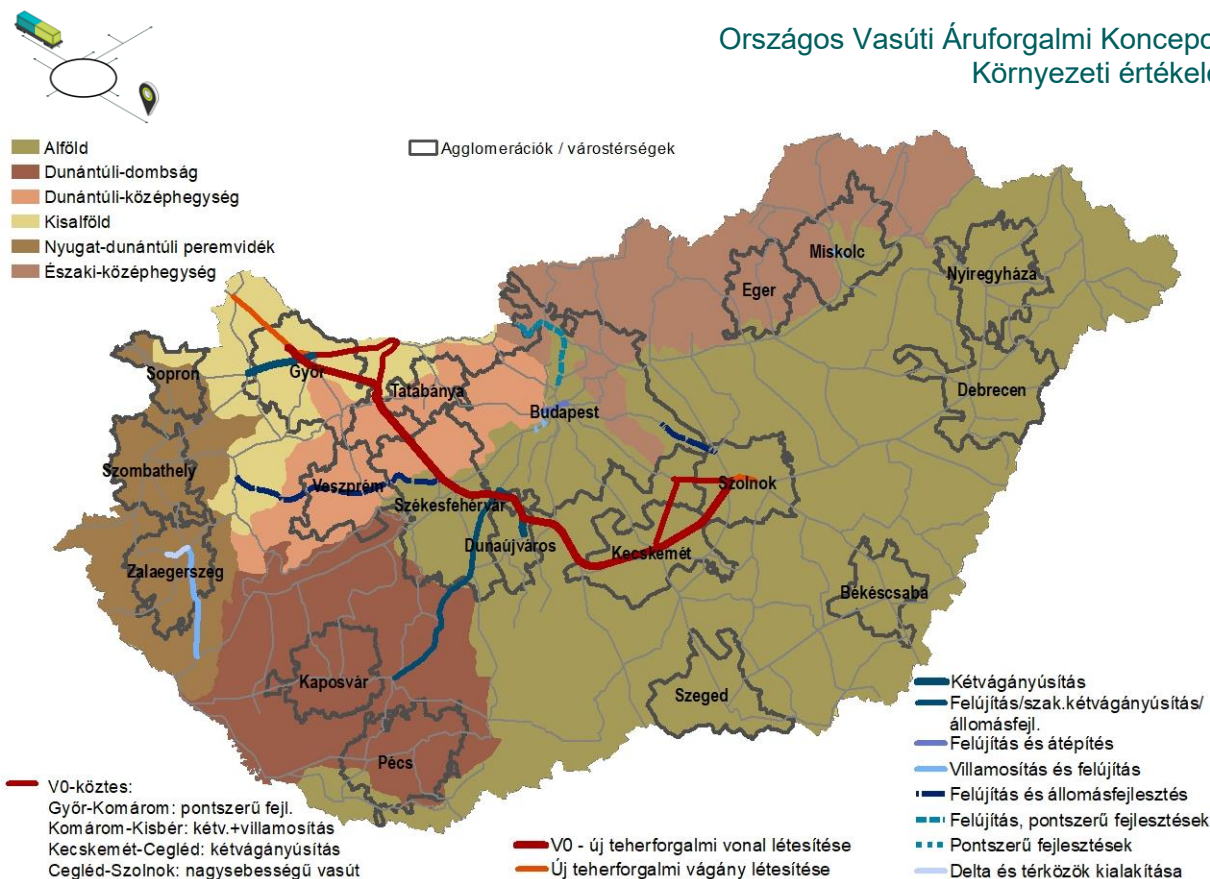 Országos Vasúti Áruforgalmi Koncepc
Környezeti értékelé
Alföld
Dunántúli-dombság
Dunántúli-középhegység
Kisalföld
Nyugat-dunántúli peremvidék
Északi-középhegység
Agglomerációk / várostérségek
Miskolc
Eger
Nyiregyháza
Sopron
Győr
Tatabánya
Budapest
Debrecen
Szombathely
Veszprém
Székesfehérvár
Szolnok
Dunaújváros
Kecskemét
Zalaegerszeg
Békéscsaba
Kaposvár
Szeged
Pécs
V0-köztes:
Győr-Komárom: pontszerű fejl.
Komárom-Kisbér: kétv.+villamosítás
Kecskemét-Cegléd: kétvágányúsítás
Cegléd-Szolnok: nagysebességű vasút
V0 - új teherforgalmi vonal létesítése
Új teherforgalmi vágány létesítése
Kétvágányúsítás
Felújítás/szak.kétvágányúsítás/
állomásfejl.
Felújítás és átépítés
Villamosítás és felújítás
Felújítás és állomásfejlesztés
Felújítás, pontszerű fejlesztések
Pontszerű fejlesztések
Delta és térközök kialakítása